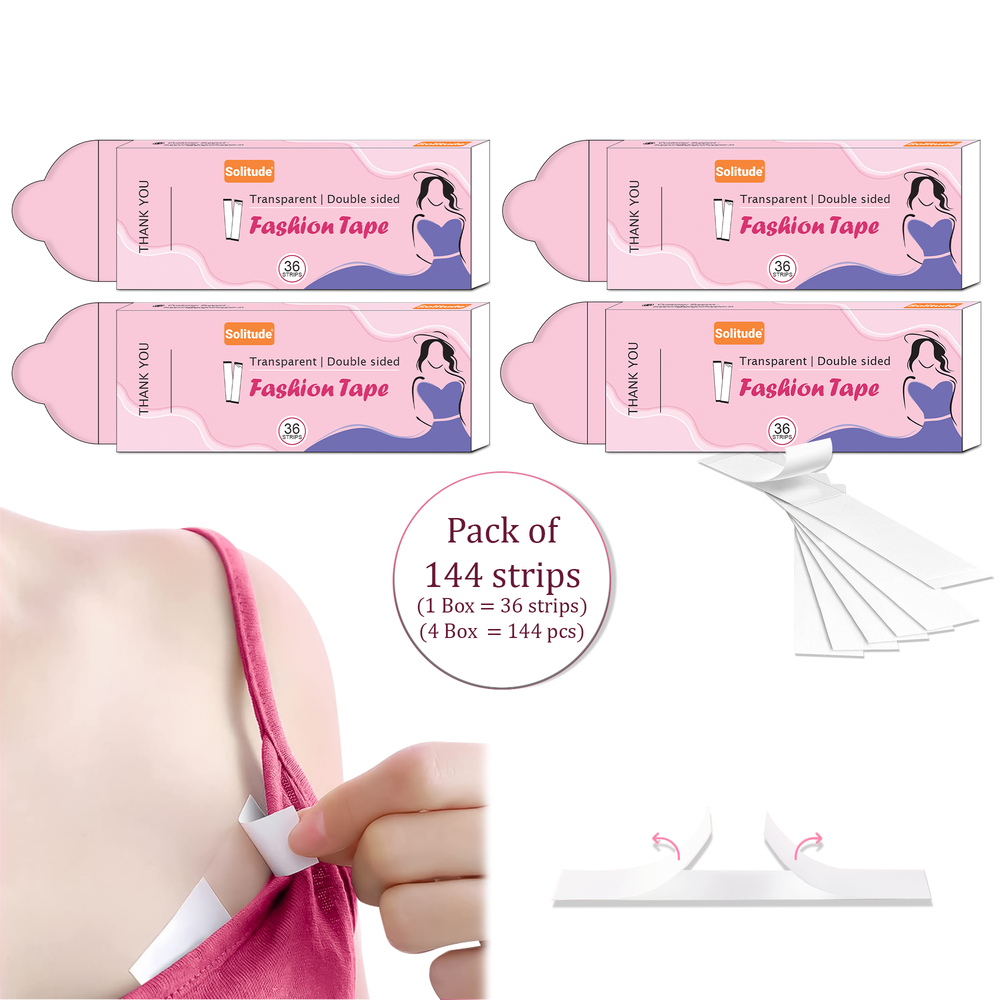 Solitude
Transparent | Double sided
Fashion Tape
THANK YOU
36
STRIPS
Solitude
Transparent | Double sided
Fashion Tape
THANK YOU
36
STRIPS
Solitude
Transparent | Double sided
Fashion Tape
THANK YOU
36
STRIPS
Solitude
Transparent | Double sided
Fashion Tape
THANK YOU
36
STRIPS
Pack of
144 strips
(1 Box = 36 strips)
(4 Box = 144 pcs)